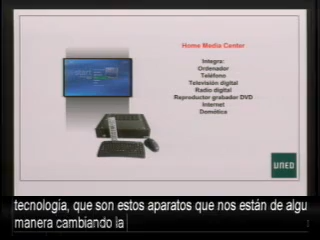 Home Media Center
Integra:
Ordenador
Teléfono
Televisión digital
Radio digital
Reproductor grabador DVD
Internet
Domótica
UNED
tecnología, que son estos aparatos que nos están de algu
manera cambiando la